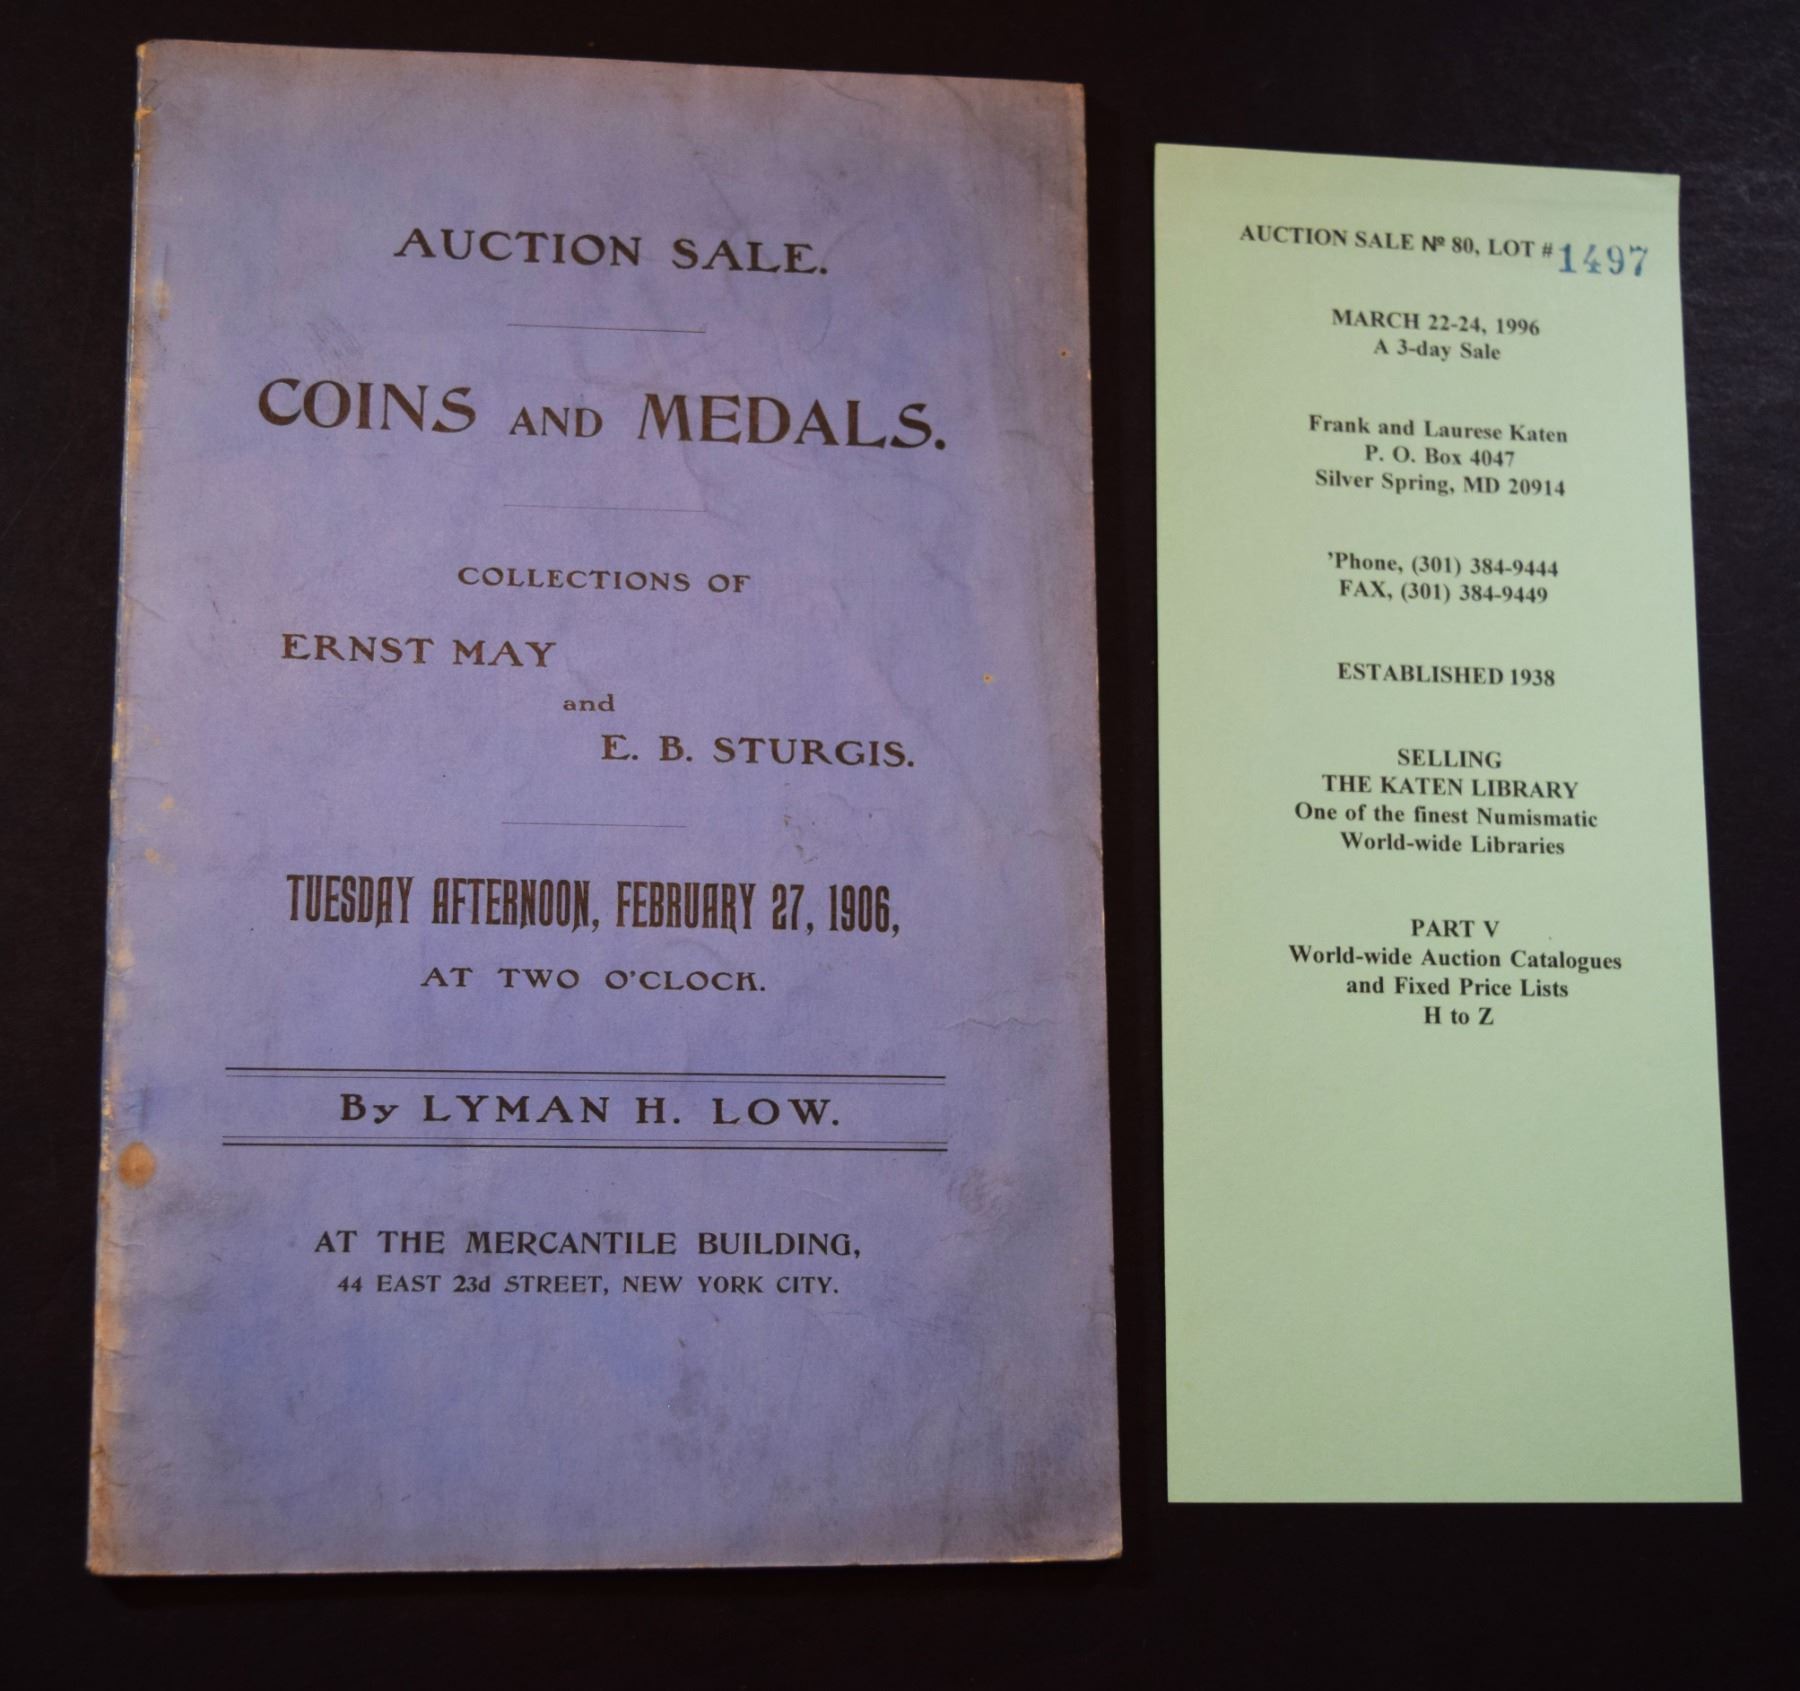 AUCTION SALE.
COINS AND MEDALS.
COLLECTIONS OF
ERNST MAY
and
E. B. STURGIS.
TUESDAY AFTERNOON, FEBRUARY 27, 1906,
AT TWO O'CLOCK.
By LYMAN H. LOW.
AT THE MERCANTILE BUILDING,
44 EAST 23d STREET, NEW YORK CITY.
AUCTION SALE Nº 80, LOT # 1497
MARCH 22-24, 1996
A 3-day Sale
Frank and Laurese Katen
P. O. Box 4047
Silver Spring, MD 20914
'Phone, (301) 384-9444
FAX, (301) 384-9449
ESTABLISHED 1938
SELLING
THE KATEN LIBRARY
One of the finest Numismatic
World-wide Libraries
PART V
World-wide Auction Catalogues
and Fixed Price Lists
H to Z